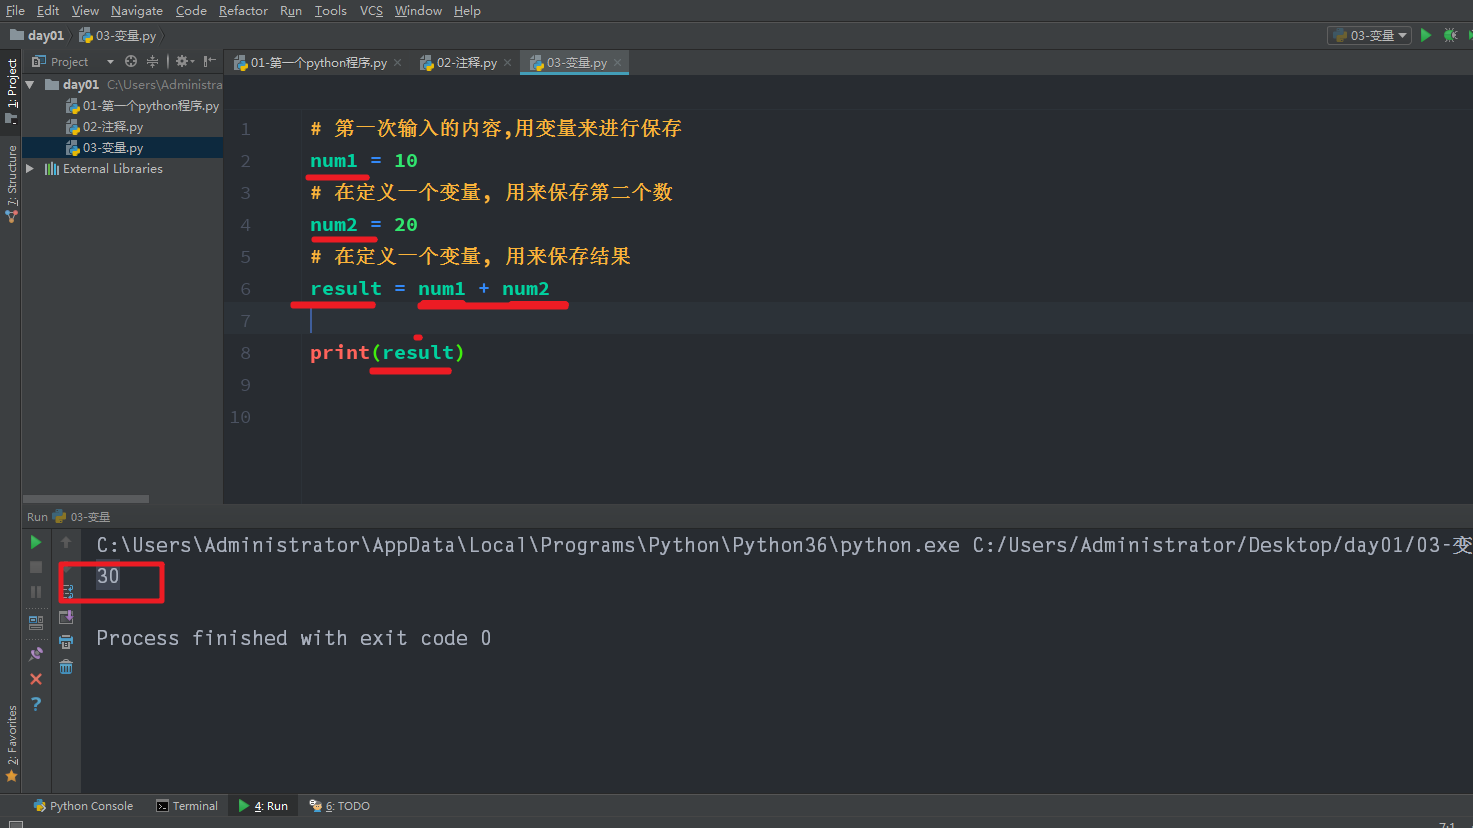 File Edit View Navigate Code Refactor Run Tools VCS Window Help
day01 03-变量.py 03-变量
1: Project
7: Structure
2: Favorites
Project
day01 C:\Users\Administra
01-第一个python程序.py
02-注释.py
03-变量.py
External Libraries
01-第一个python程序.py 02-注释.py 03-变量.py
1 # 第一次输入的内容,用变量来进行保存
2 num1 = 10
3 # 在定义一个变量, 用来保存第二个数
4 num2 = 20
5 # 在定义一个变量, 用来保存结果
6 result = num1 + num2
7
8 print(result)
9
10
Run 03-变量
C:\Users\Administrator\AppData\Local\Programs\Python\Python36\python.exe C:/Users/Administrator/Desktop/day01/03-变
30
Process finished with exit code 0
Python Console Terminal 4: Run 6: TODO
7:1